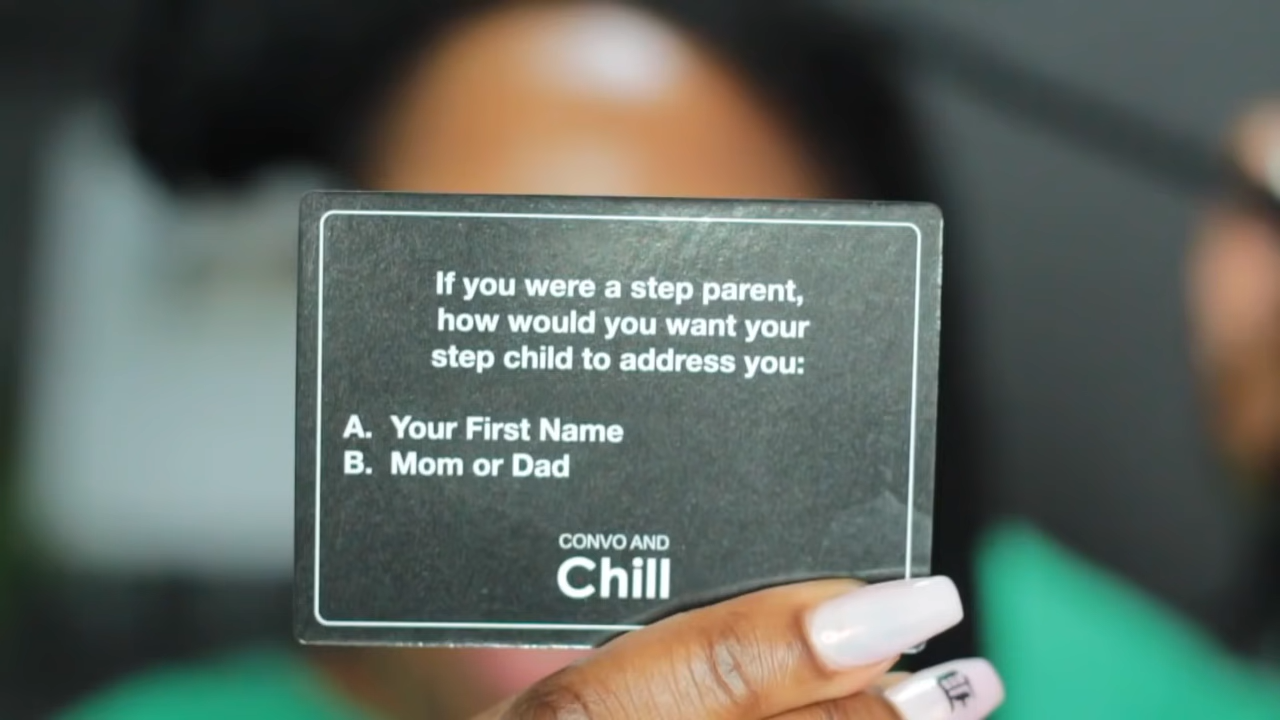 If you were a step parent,
how would you want your
step child to address you:
A. Your First Name
B. Mom or Dad
CONVO AND
Chill